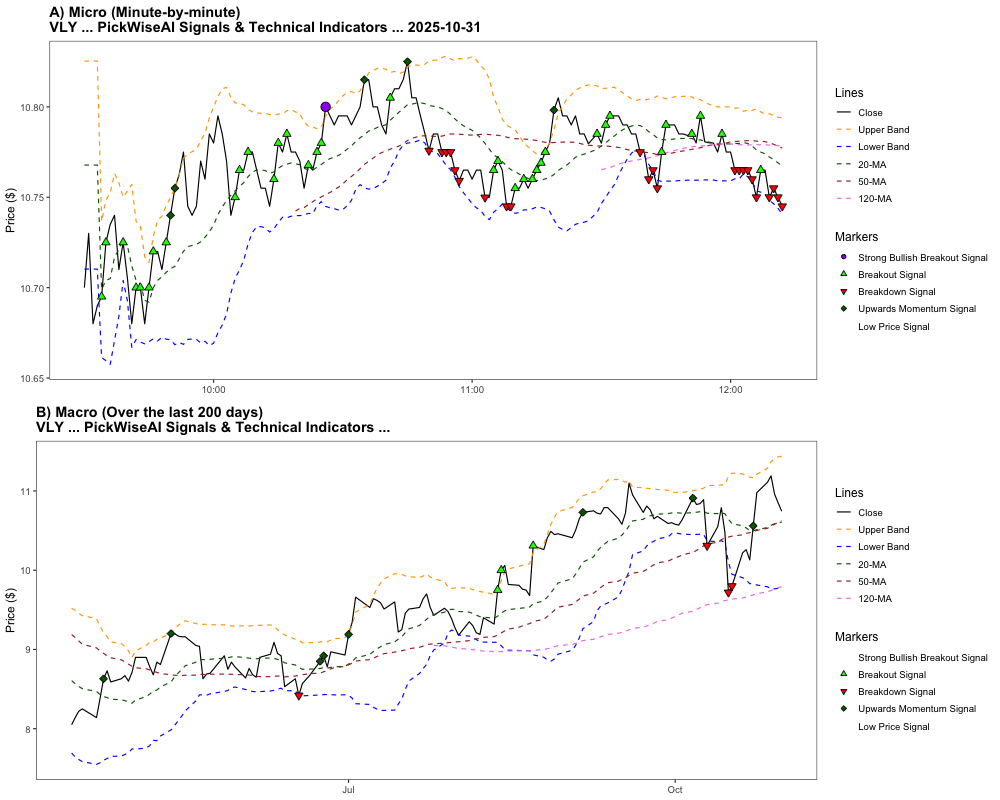 A) Micro (Minute-by-minute)
VLY ... PickWiseAI Signals & Technical Indicators ... 2025-10-31
Price ($)
10.80
10.75
10.70
10.65
10:00
11:00
12:00
Lines
Close
Upper Band
Lower Band
20-MA
50-MA
120-MA
Markers
Strong Bullish Breakout Signal
Breakout Signal
Breakdown Signal
Upwards Momentum Signal
Low Price Signal
B) Macro (Over the last 200 days)
VLY ... PickWiseAI Signals & Technical Indicators ...
Price ($)
11
10
9
8
Jul
Oct
Lines
Close
Upper Band
Lower Band
20-MA
50-MA
120-MA
Markers
Strong Bullish Breakout Signal
Breakout Signal
Breakdown Signal
Upwards Momentum Signal
Low Price Signal